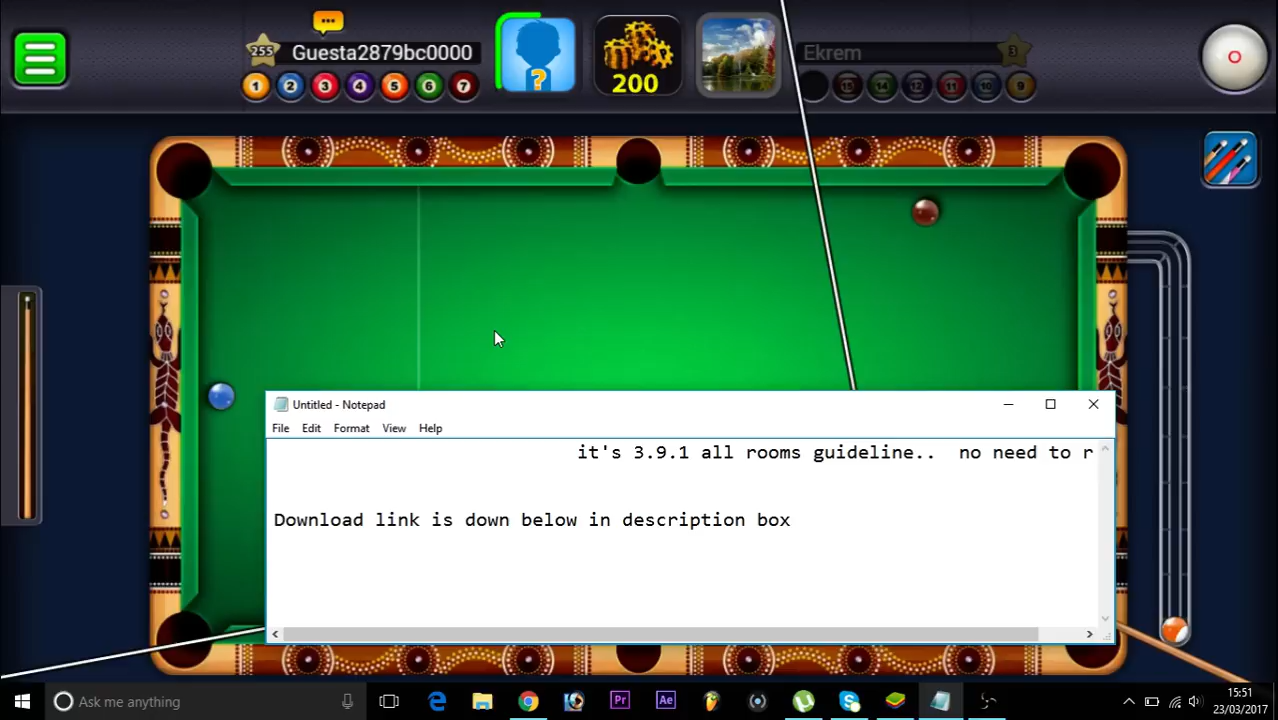 255 Guesta2879bc0000
200
Ekrem
3
1 2 3 4 5 6 7
15 14 12 11 10 9
Untitled - Notepad
File Edit Format View Help
it's 3.9.1 all rooms guideline.. no need to r
Download link is down below in description box
Ask me anything
Pr Ae
15:51
23/03/2017